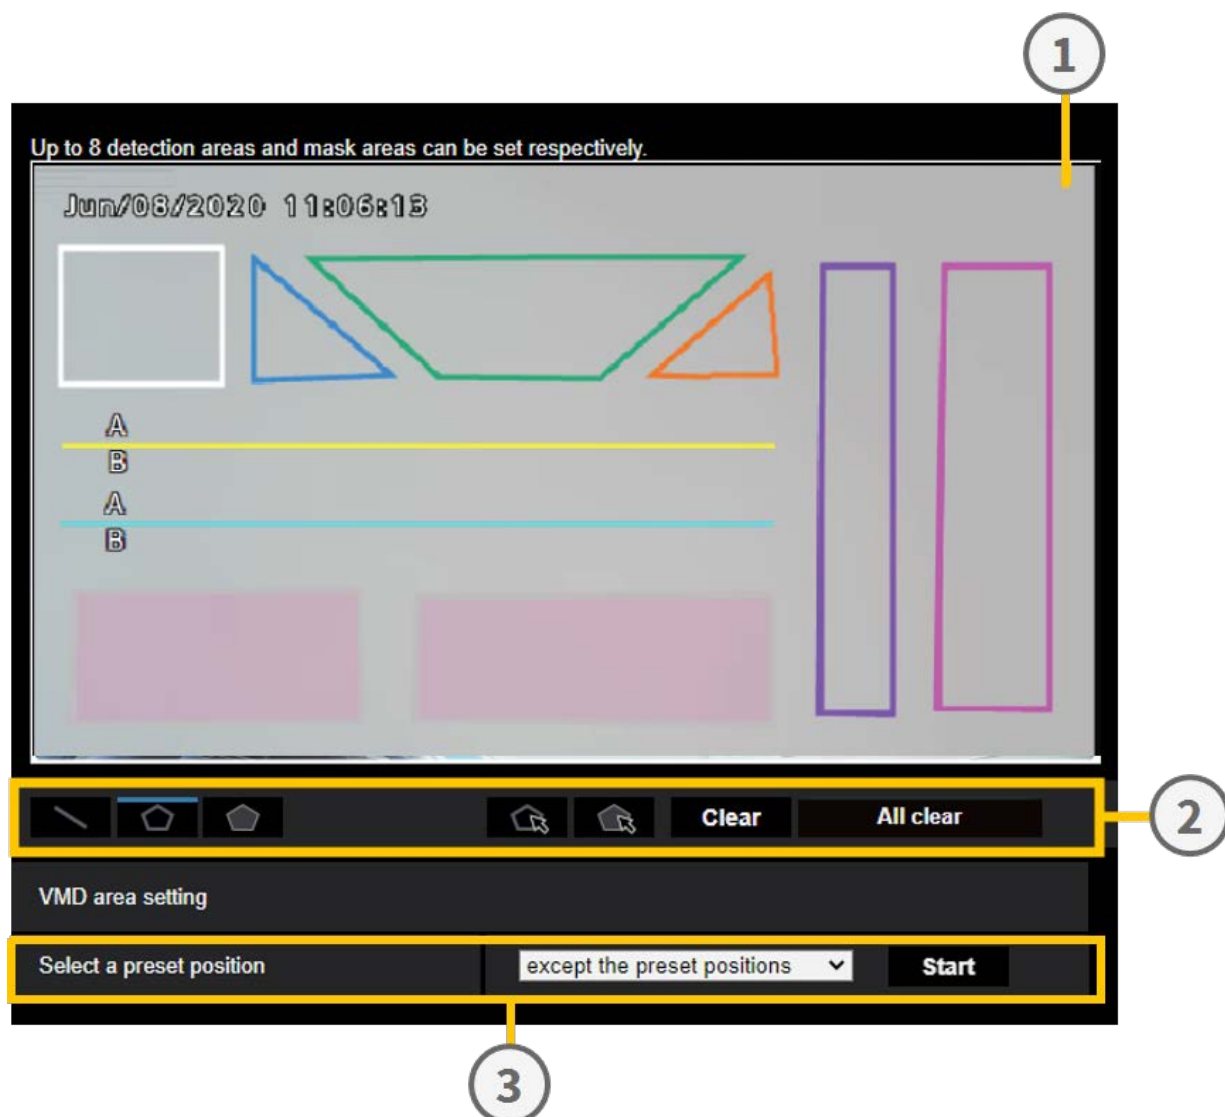 1
Up to 8 detection areas and mask areas can be set respectively.
Jun/08/2020 11:06:13
A
B
A
B
Clear All clear
2
VMD area setting
Select a preset position except the preset positions Start
3